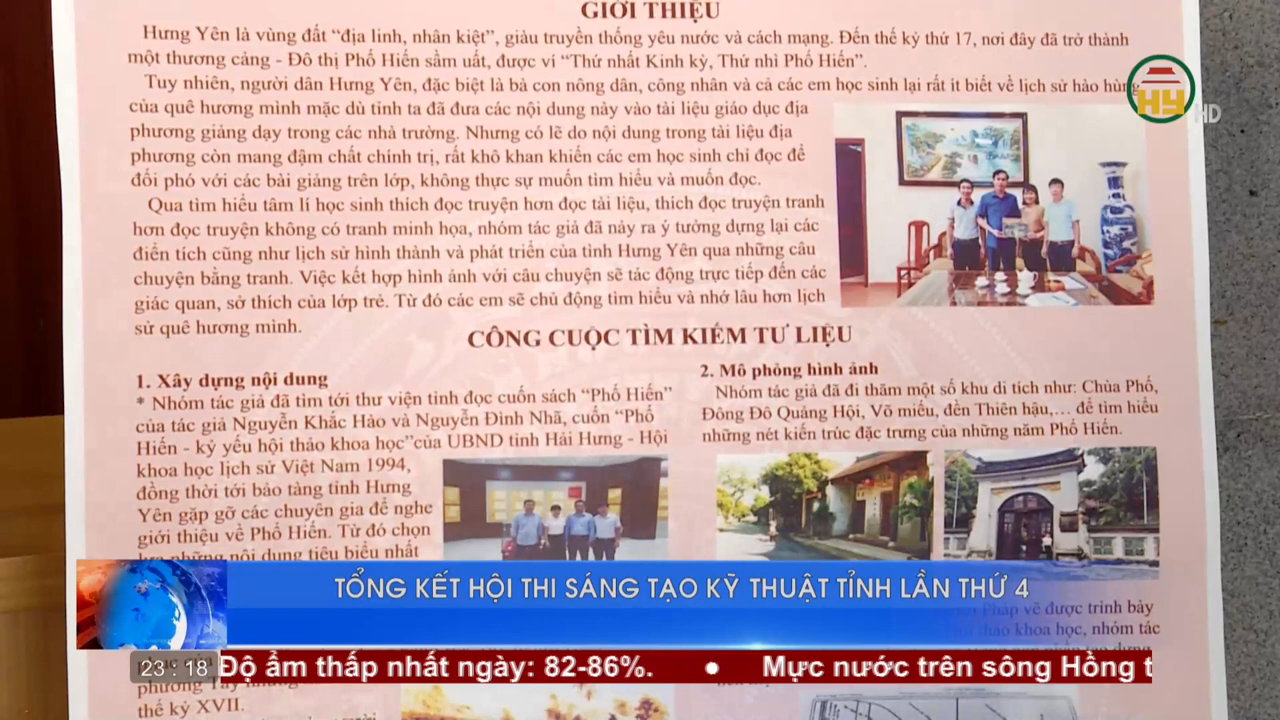 GIỚI THIỆU
Hưng Yên là vùng đất “địa linh, nhân kiệt”, giàu truyền thống yêu nước và cách mạng. Đến thế kỷ thứ 17, nơi đây đã trở thành
một thương cảng - Đô thị Phố Hiến sầm uất, được ví “Thứ nhất Kinh kỳ, Thứ nhì Phố Hiến”.
Tuy nhiên, người dân Hưng Yên, đặc biệt là bà con nông dân, công nhân và cả các em học sinh lại rất ít biết về lịch sử hào hùng
của quê hương mình mặc dù tỉnh ta đã đưa các nội dung này vào tài liệu giáo dục địa
phương giảng dạy trong các nhà trường. Nhưng có lẽ do nội dung trong tài liệu địa
phương còn mang đậm chất chính trị, rất khô khan khiến các em học sinh chỉ đọc để
đối phó với các bài giảng trên lớp, không thực sự muốn tìm hiểu và muốn đọc.
Qua tìm hiểu tâm lí học sinh thích đọc truyện hơn đọc tài liệu, thích đọc truyện tranh
hơn đọc truyện không có tranh minh họa, nhóm tác giả đã nảy ra ý tưởng dựng lại các
điển tích cũng như lịch sử hình thành và phát triển của tỉnh Hưng Yên qua những câu
chuyện bằng tranh. Việc kết hợp hình ảnh với câu chuyện sẽ tác động trực tiếp đến các
giác quan, sở thích của lớp trẻ. Từ đó các em sẽ chủ động tìm hiểu và nhớ lâu hơn lịch
sử quê hương mình.
HY HD
CÔNG CUỘC TÌM KIẾM TƯ LIỆU
1. Xây dựng nội dung
* Nhóm tác giả đã tìm tới thư viện tỉnh đọc cuốn sách “Phố Hiến”
của tác giả Nguyễn Khắc Hào và Nguyễn Đình Nhã, cuốn “Phố
Hiến - kỷ yếu hội thảo khoa học”của UBND tỉnh Hải Hưng - Hội
khoa học lịch sử Việt Nam 1994,
đồng thời tới bảo tàng tỉnh Hưng
Yên gặp gỡ các chuyên gia để nghe
giới thiệu về Phố Hiến. Từ đó chọn
lựa những nội dung tiêu biểu nhất
phương Tây những
thế kỷ XVII.
2. Mô phỏng hình ảnh
Nhóm tác giả đã đi thăm một số khu di tích như: Chùa Phố,
Đông Đô Quảng Hội, Võ miếu, đền Thiên hậu,… để tìm hiểu
những nét kiến trúc đặc trưng của những năm Phố Hiến.
Pháp vẽ được trình bày
thảo khoa học, nhóm tác
TỔNG KẾT HỘI THI SÁNG TẠO KỸ THUẬT TỈNH LẦN THỨ 4
23 : 18 Độ ẩm thấp nhất ngày: 82-86%. ● Mực nước trên sông Hồng t